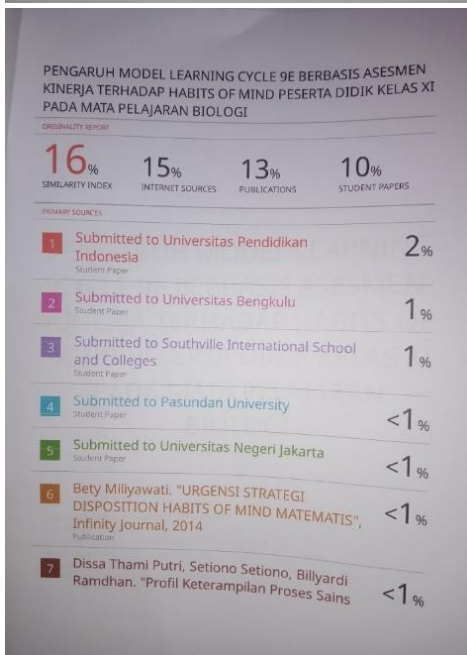 PENGARUH MODEL LEARNING CYCLE 9E BERBASIS ASESMEN
KINERJA TERHADAP HABITS OF MIND PESERTA DIDIK KELAS XI
PADA MATA PELAJARAN BIOLOGI
ORIGINALITY REPORT
16% 15% 13% 10%
SIMILARITY INDEX INTERNET SOURCES PUBLICATIONS STUDENT PAPERS
PRIMARY SOURCES
1 Submitted to Universitas Pendidikan 2%
Indonesia
Student Paper
2 Submitted to Universitas Bengkulu 1%
Student Paper
3 Submitted to Southville International School 1%
and Colleges
Student Paper
4 Submitted to Pasundan University <1%
Student Paper
5 Submitted to Universitas Negeri Jakarta <1%
Student Paper
6 Bety Miliyawati. "URGENSI STRATEGI <1%
DISPOSITION HABITS OF MIND MATEMATIS",
Infinity Journal, 2014
Publication
7 Dissa Thami Putri, Setiono Setiono, Billyardi <1%
Ramdhan. "Profil Keterampilan Proses Sains